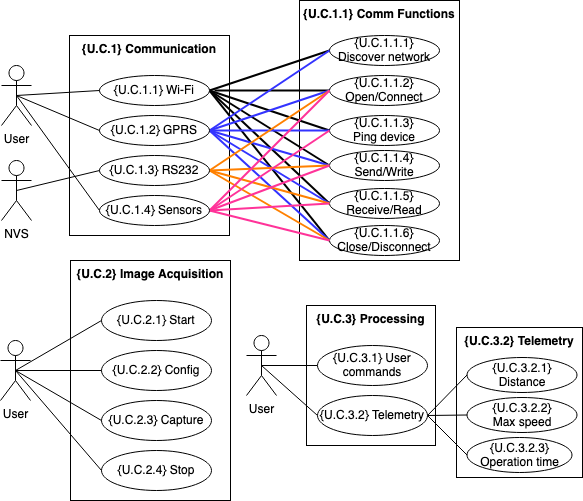 {U.C.1} Communication
{U.C.1.1} Wi-Fi
{U.C.1.2} GPRS
{U.C.1.3} RS232
{U.C.1.4} Sensors
User
NVS
{U.C.1.1} Comm Functions
{U.C.1.1.1}
Discover network
{U.C.1.1.2}
Open/Connect
{U.C.1.1.3}
Ping device
{U.C.1.1.4}
Send/Write
{U.C.1.1.5}
Receive/Read
{U.C.1.1.6}
Close/Disconnect
{U.C.2} Image Acquisition
{U.C.2.1} Start
{U.C.2.2} Config
{U.C.2.3} Capture
{U.C.2.4} Stop
User
{U.C.3} Processing
{U.C.3.1} User
commands
{U.C.3.2} Telemetry
User
{U.C.3.2} Telemetry
{U.C.3.2.1}
Distance
{U.C.3.2.2}
Max speed
{U.C.3.2.3}
Operation time